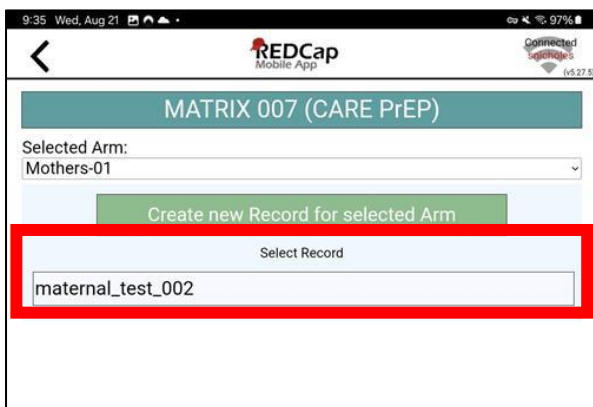 9:35 Wed, Aug 21 97%
REDCap
Mobile App
Connected
snicholes
(v5.27.5)
MATRIX 007 (CARE PrEP)
Selected Arm:
Mothers-01
Create new Record for selected Arm
Select Record
maternal_test_002